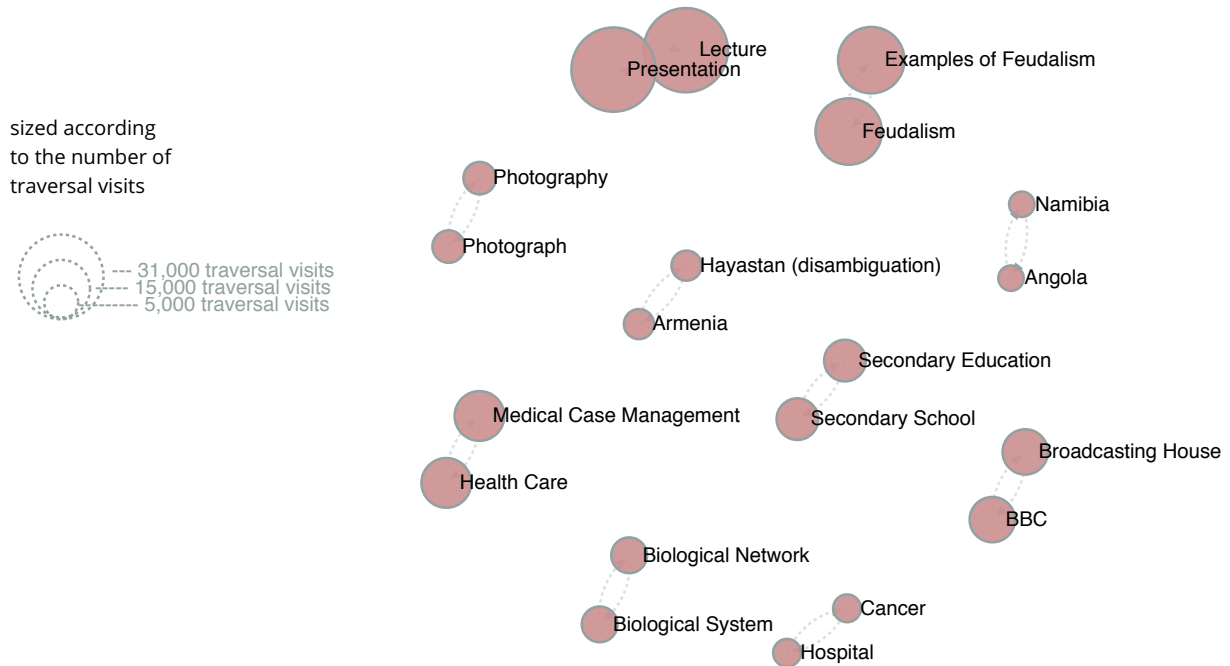 Lecture
Presentation
Examples of Feudalism
Feudalism
sized according
to the number of
traversal visits
Photography
Photograph
Namibia
Angola
31,000 traversal visits
15,000 traversal visits
5,000 traversal visits
Hayastan (disambiguation)
Armenia
Secondary Education
Secondary School
Medical Case Management
Health Care
Broadcasting House
BBC
Biological Network
Biological System
Cancer
Hospital